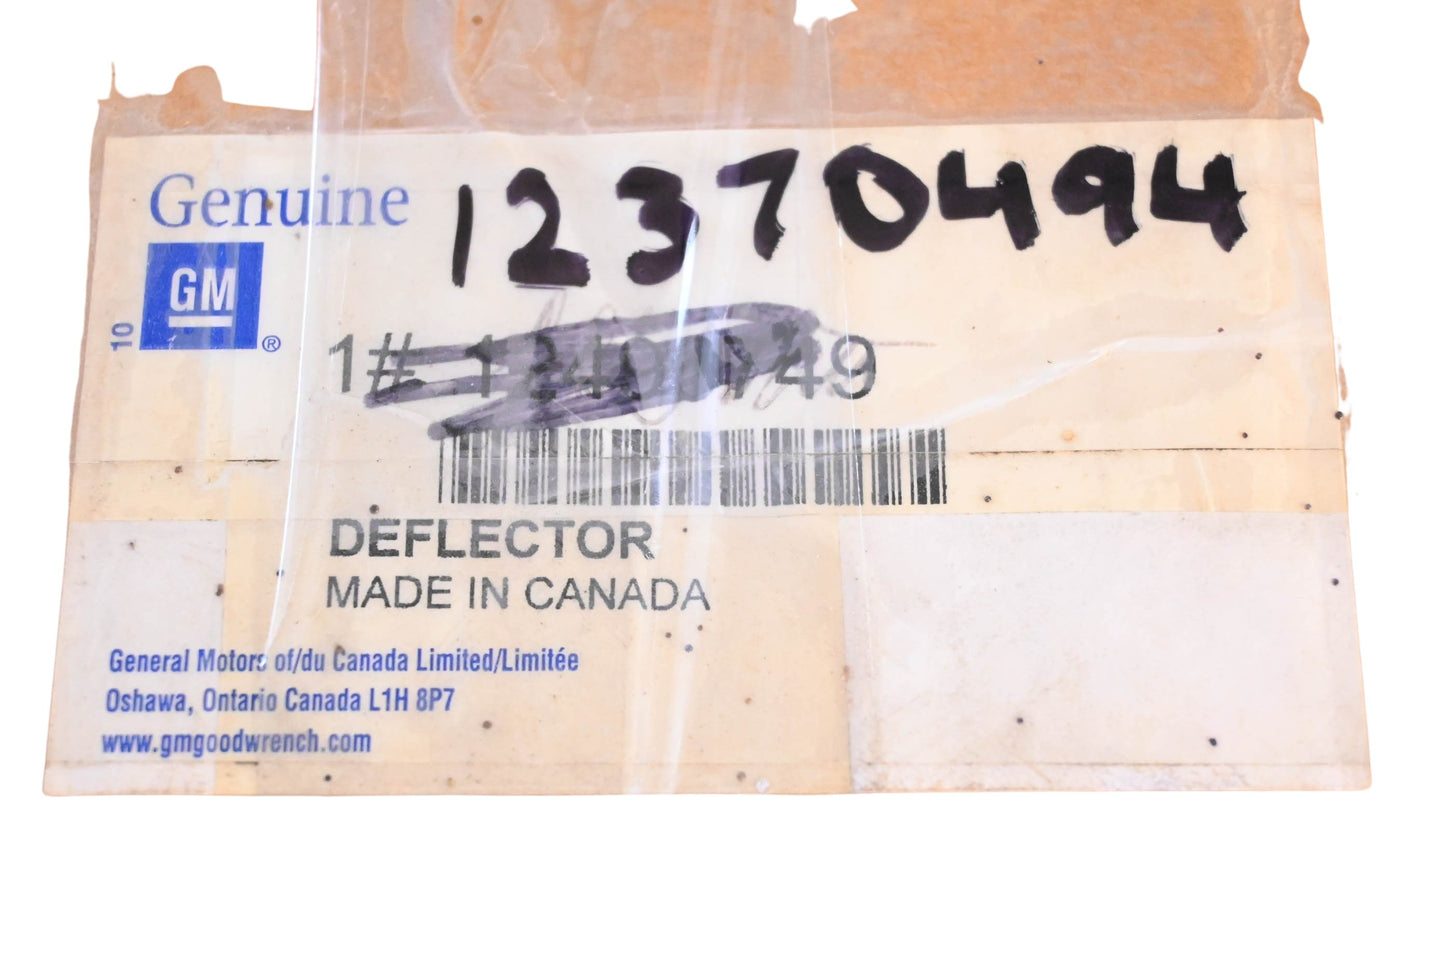 Genuine
12370494
GM
®
10
1#
DEFLECTOR
MADE IN CANADA
General Motors of/du Canada Limited/Limitée
Oshawa, Ontario Canada L1H 8P7
www.gmgoodwrench.com